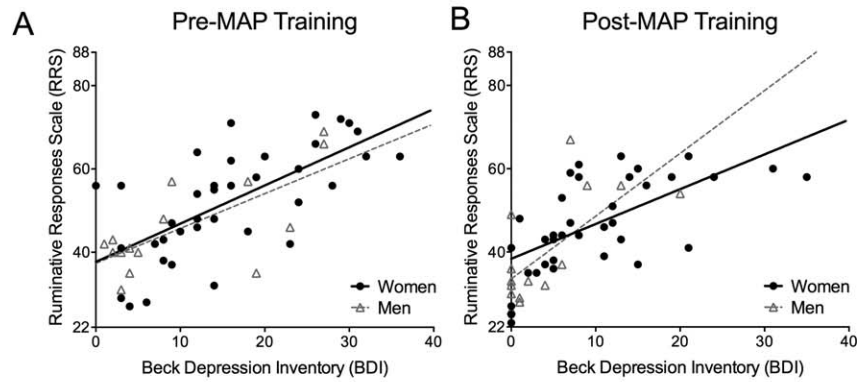 A
Pre-MAP Training
Ruminative Responses Scale (RRS)
88
80
60
40
22
0
10
20
30
40
Women
Men
Beck Depression Inventory (BDI)
B
Post-MAP Training
Ruminative Responses Scale (RRS)
88
80
60
40
22
0
10
20
30
40
Women
Men
Beck Depression Inventory (BDI)